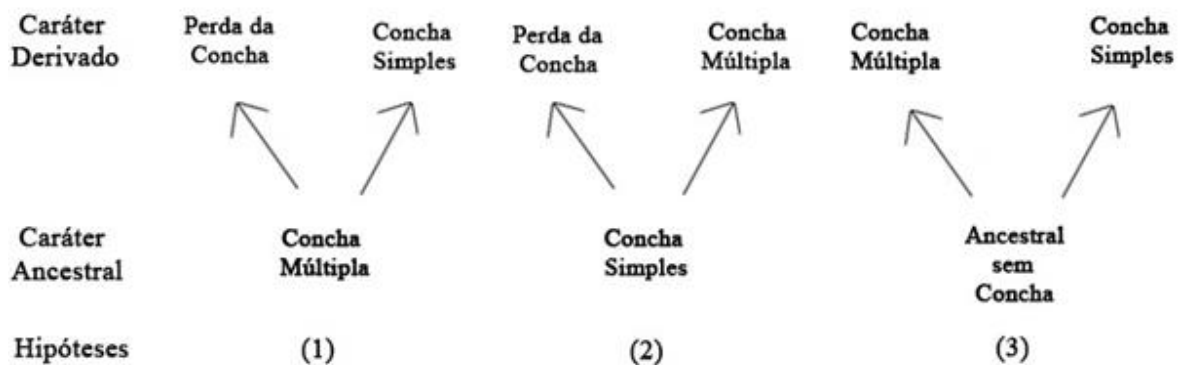 Caráter
Derivado
Perda da
Concha
Concha
Simples
Perda da
Concha
Concha
Múltipla
Concha
Múltipla
Concha
Simples
Caráter
Ancestral
Concha
Múltipla
Concha
Simples
Ancestral
sem
Concha
Hipóteses
(1)
(2)
(3)